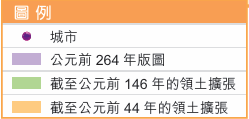 圖例
城市
公元前 264 年版圖
截至公元前 146 年的領土擴張
截至公元前 44 年的領土擴張